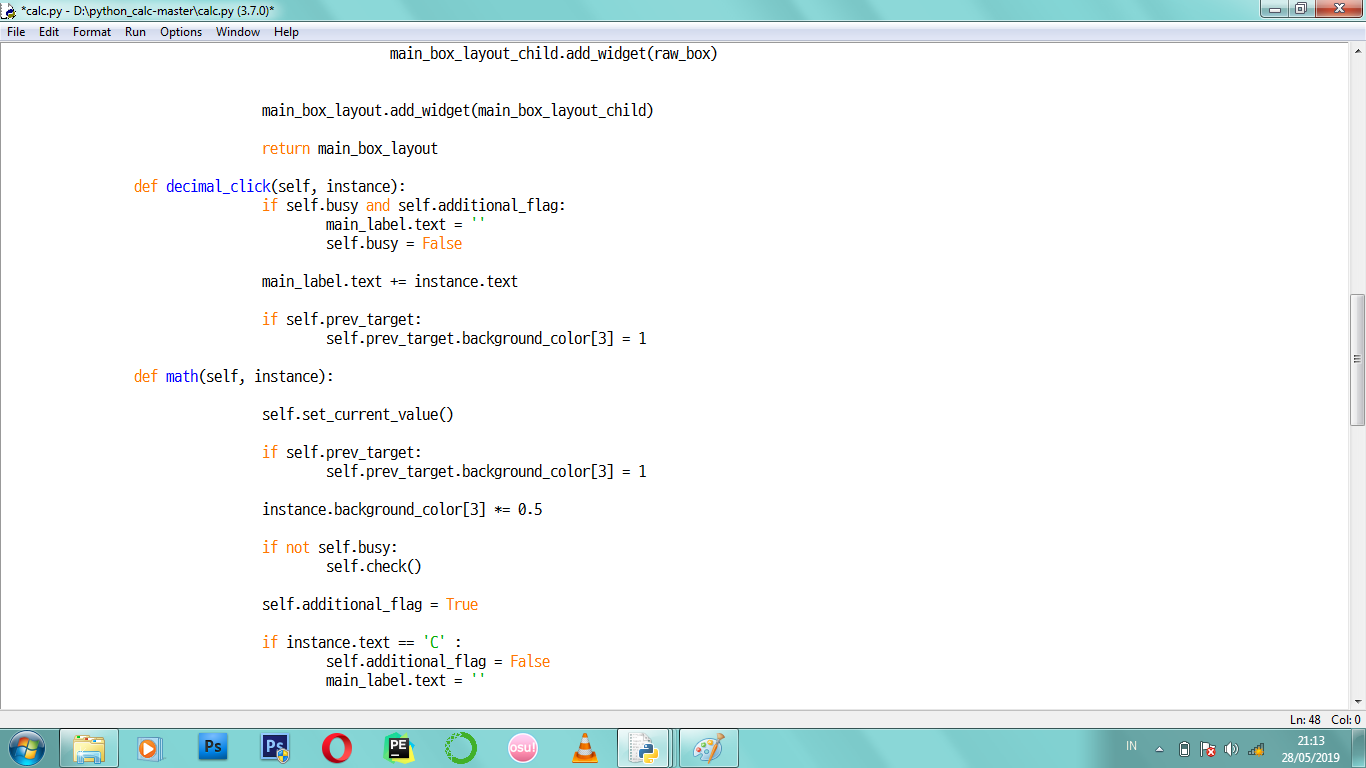 *calc.py - D:\python_calc-master\calc.py (3.7.0)*
File Edit Format Run Options Window Help
main_box_layout_child.add_widget(raw_box)
main_box_layout.add_widget(main_box_layout_child)
return main_box_layout
def decimal_click(self, instance):
if self.busy and self.additional_flag:
main_label.text = ''
self.busy = False
main_label.text += instance.text
if self.prev_target:
self.prev_target.background_color[3] = 1
def math(self, instance):
self.set_current_value()
if self.prev_target:
self.prev_target.background_color[3] = 1
instance.background_color[3] *= 0.5
if not self.busy:
self.check()
self.additional_flag = True
if instance.text == 'C' :
self.additional_flag = False
main_label.text = ''
Ln: 48 Col: 0
Ps
Ps
PE
osu!
IN
21:13
28/05/2019